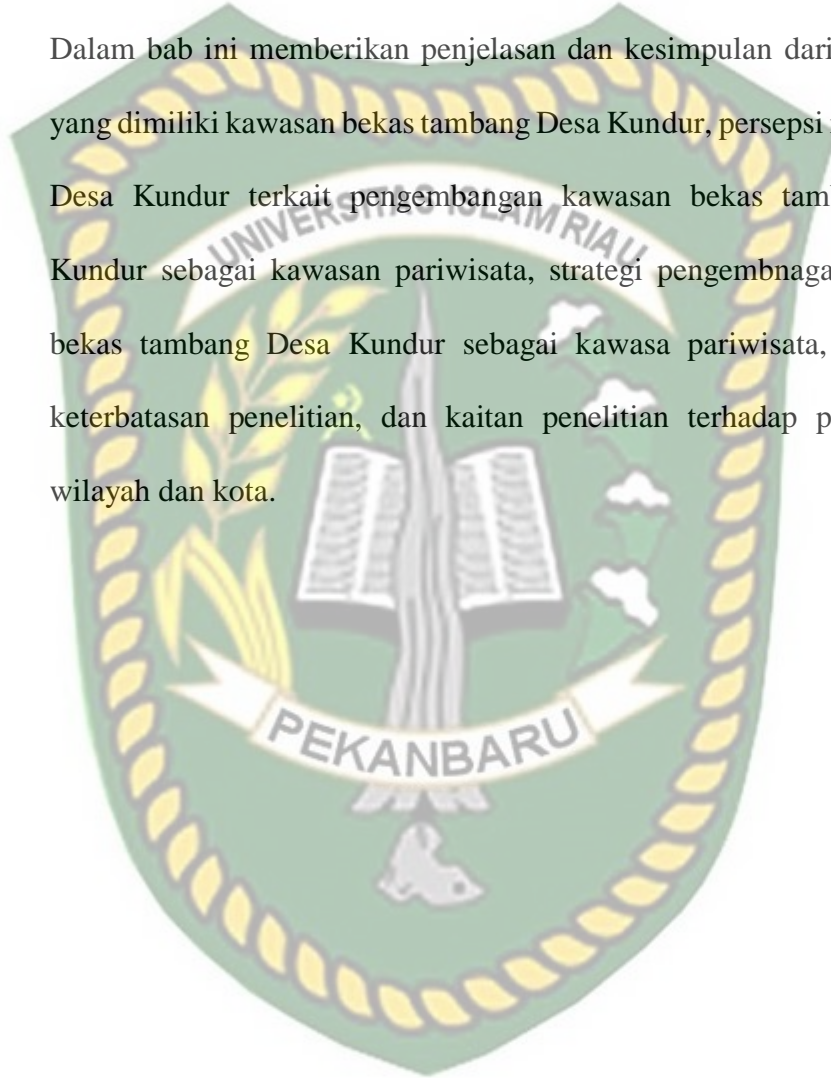 Dalam bab ini memberikan penjelasan dan kesimpulan dari
yang dimiliki kawasan bekas tambang Desa Kundur, persepsi
Desa Kundur terkait pengembangan kawasan bekas tam
UNIVERSITAS ISLAM RIAU
Kundur sebagai kawasan pariwisata, strategi pengembnaga
bekas tambang Desa Kundur sebagai kawasa pariwisata,
keterbatasan penelitian, dan kaitan penelitian terhadap p
wilayah dan kota.
PEKANBARU